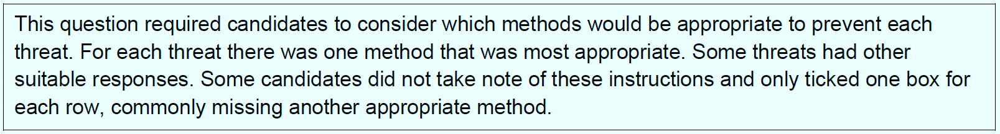 This question required candidates to consider which methods would be appropriate to prevent each
threat. For each threat there was one method that was most appropriate. Some threats had other
suitable responses. Some candidates did not take note of these instructions and only ticked one box for
each row, commonly missing another appropriate method.